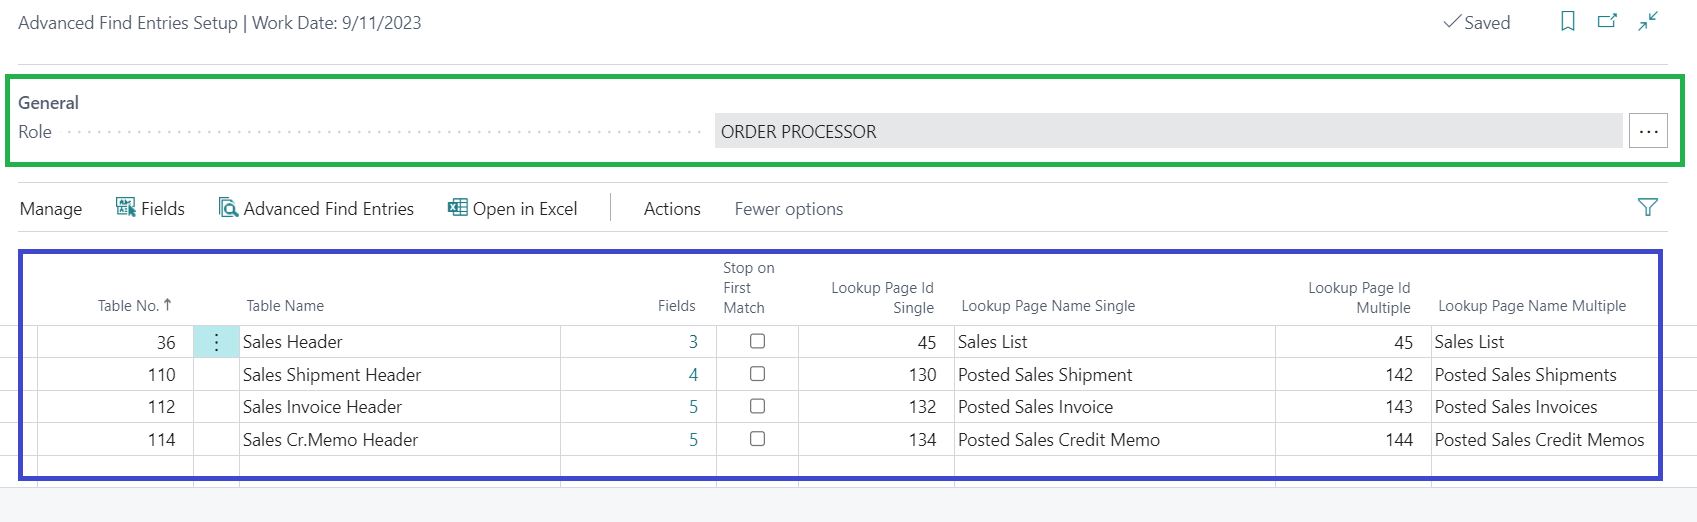 Advanced Find Entries Setup | Work Date: 9/11/2023
Saved
General
Role
ORDER PROCESSOR
Manage Fields Advanced Find Entries Open in Excel Actions Fewer options
Table No. Table Name Fields Stop on First Match Lookup Page Id Single Lookup Page Name Single Lookup Page Id Multiple Lookup Page Name Multiple
36 Sales Header 3 45 Sales List 45 Sales List
110 Sales Shipment Header 4 130 Posted Sales Shipment 142 Posted Sales Shipments
112 Sales Invoice Header 5 132 Posted Sales Invoice 143 Posted Sales Invoices
114 Sales Cr.Memo Header 5 134 Posted Sales Credit Memo 144 Posted Sales Credit Memos